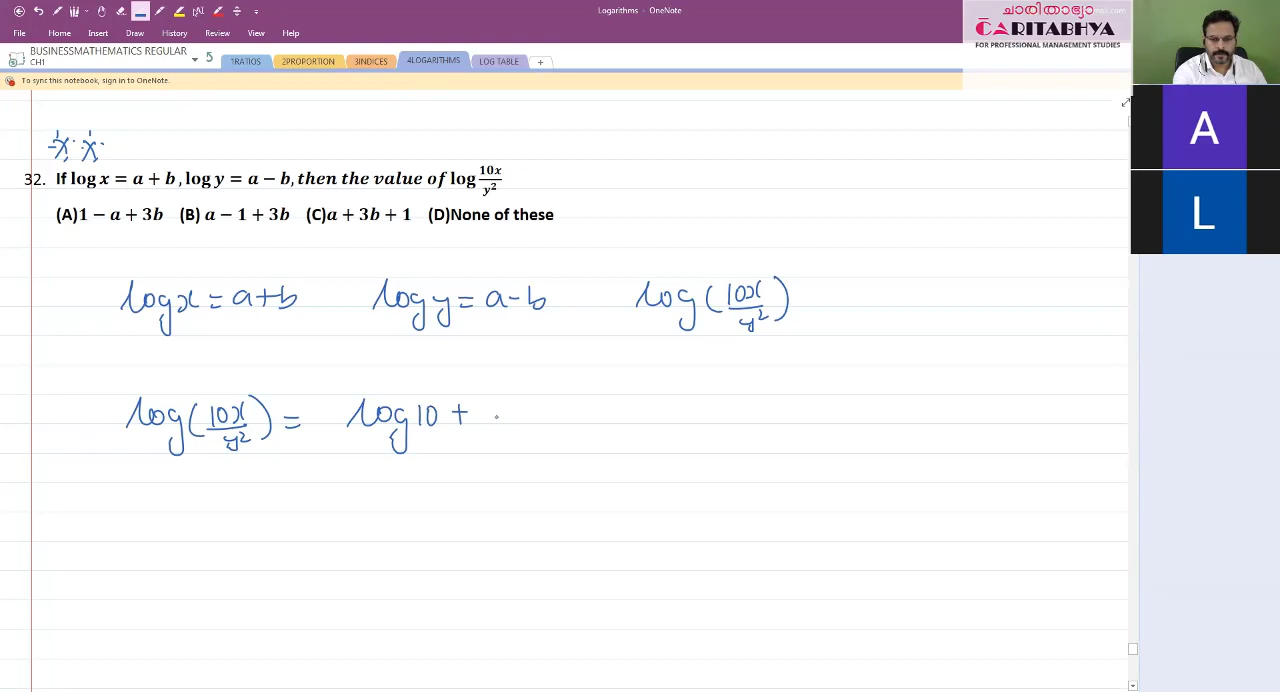 Logarithms - OneNote
ചാരിതാഭ്യാ
CARITABHYA
FOR PROFESSIONAL MANAGEMENT STUDIES
File Home Insert Draw History Review View Help
BUSINESSMATHEMATICS REGULAR
CH1
1RATIOS 2PROPORTION 3INDICES 4LOGARITHMS LOG TABLE
To sync this notebook, sign in to OneNote.
A
L
32. If log x = a + b , log y = a − b, then the value of log 10x/y²
(A)1 − a + 3b (B) a − 1 + 3b (C)a + 3b + 1 (D)None of these
log x = a+b log y = a-b log(10x/y²)
log(10x/y²) = log 10 +